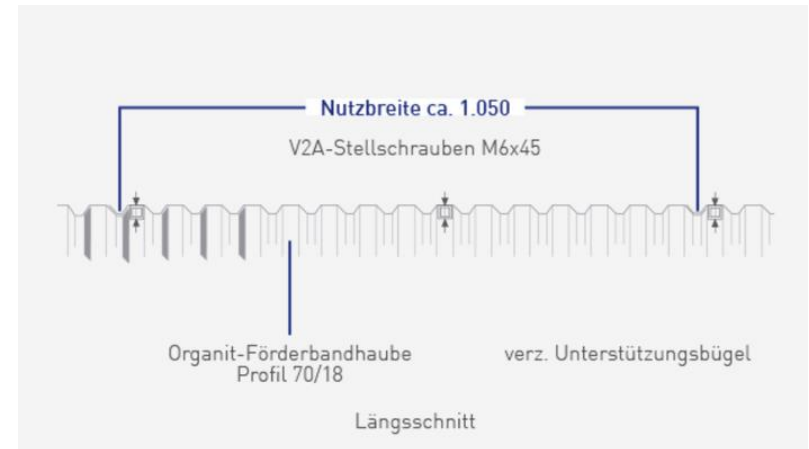 Nutzbreite ca. 1.050
V2A-Stellschrauben M6x45
Organit-Förderbandhaube
Profil 70/18
verz. Unterstützungsbügel
Längsschnitt